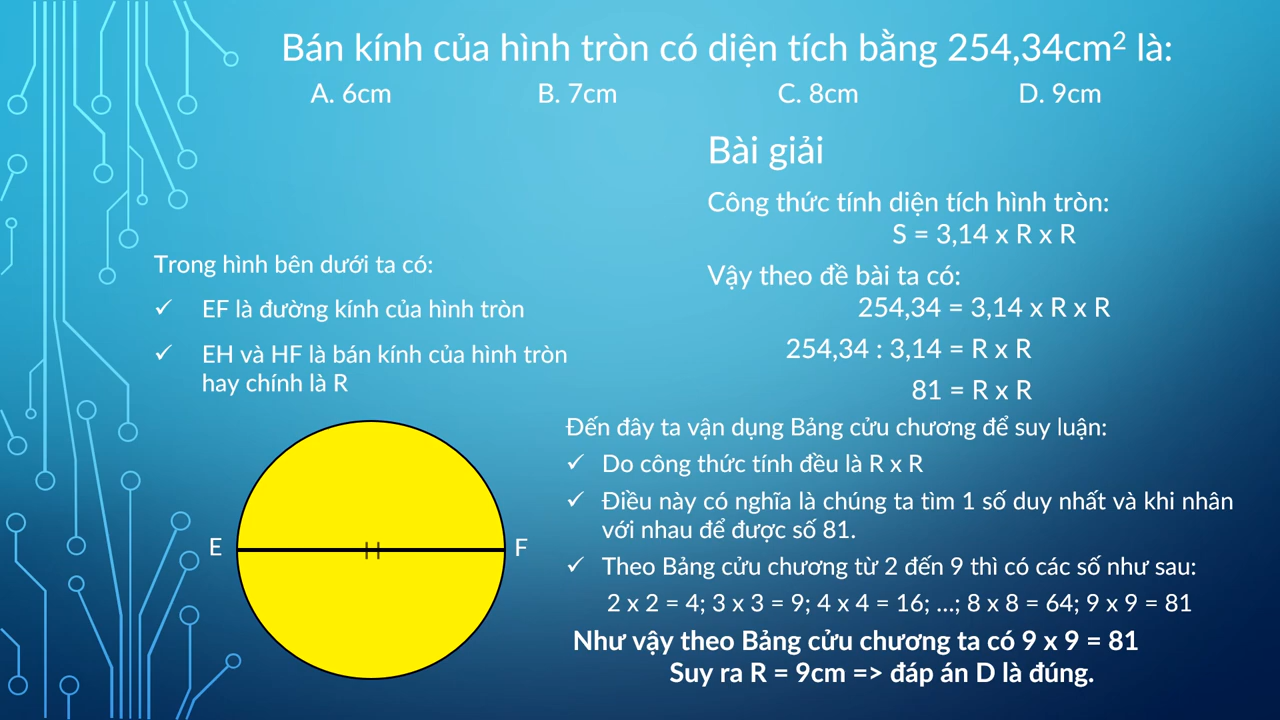 Bán kính của hình tròn có diện tích bằng 254,34cm² là:
A. 6cm B. 7cm C. 8cm D. 9cm
Bài giải
Công thức tính diện tích hình tròn:
S = 3,14 x R x R
Vậy theo đề bài ta có:
254,34 = 3,14 x R x R
254,34 : 3,14 = R x R
81 = R x R
Trong hình bên dưới ta có:
✓ EF là đường kính của hình tròn
✓ EH và HF là bán kính của hình tròn
hay chính là R
E F
Đến đây ta vận dụng Bảng cửu chương để suy luận:
✓ Do công thức tính đều là R x R
✓ Điều này có nghĩa là chúng ta tìm 1 số duy nhất và khi nhân
với nhau để được số 81.
✓ Theo Bảng cửu chương từ 2 đến 9 thì có các số như sau:
2 x 2 = 4; 3 x 3 = 9; 4 x 4 = 16; ...; 8 x 8 = 64; 9 x 9 = 81
Như vậy theo Bảng cửu chương ta có 9 x 9 = 81
Suy ra R = 9cm => đáp án D là đúng.